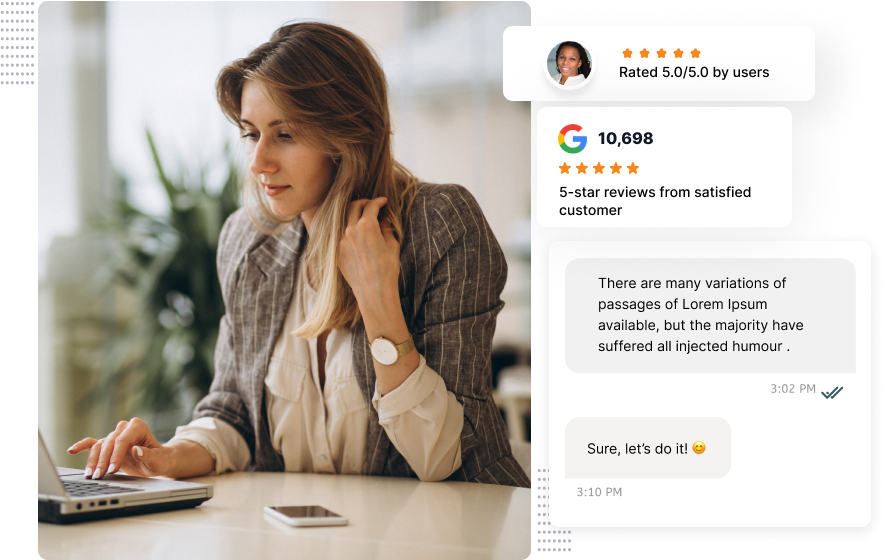 Rated 5.0/5.0 by users
10,698
5-star reviews from satisfied
customer
There are many variations of
passages of Lorem Ipsum
available, but the majority have
suffered all injected humour .
3:02 PM
Sure, let’s do it! 😊
3:10 PM